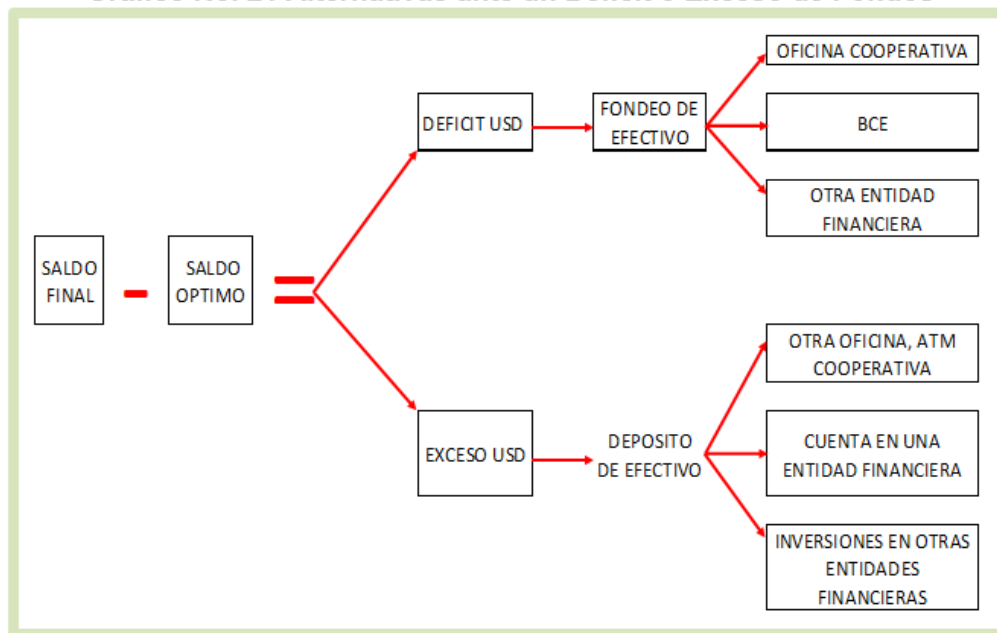 OFICINA COOPERATIVA
DEFICIT USD
FONDEO DE
EFECTIVO
BCE
OTRA ENTIDAD
FINANCIERA
SALDO
FINAL
-
SALDO
OPTIMO
=
OTRA OFICINA, ATM
COOPERATIVA
EXCESO USD
DEPOSITO
DE EFECTIVO
CUENTA EN UNA
ENTIDAD FINANCIERA
INVERSIONES EN OTRAS
ENTIDADES
FINANCIERAS